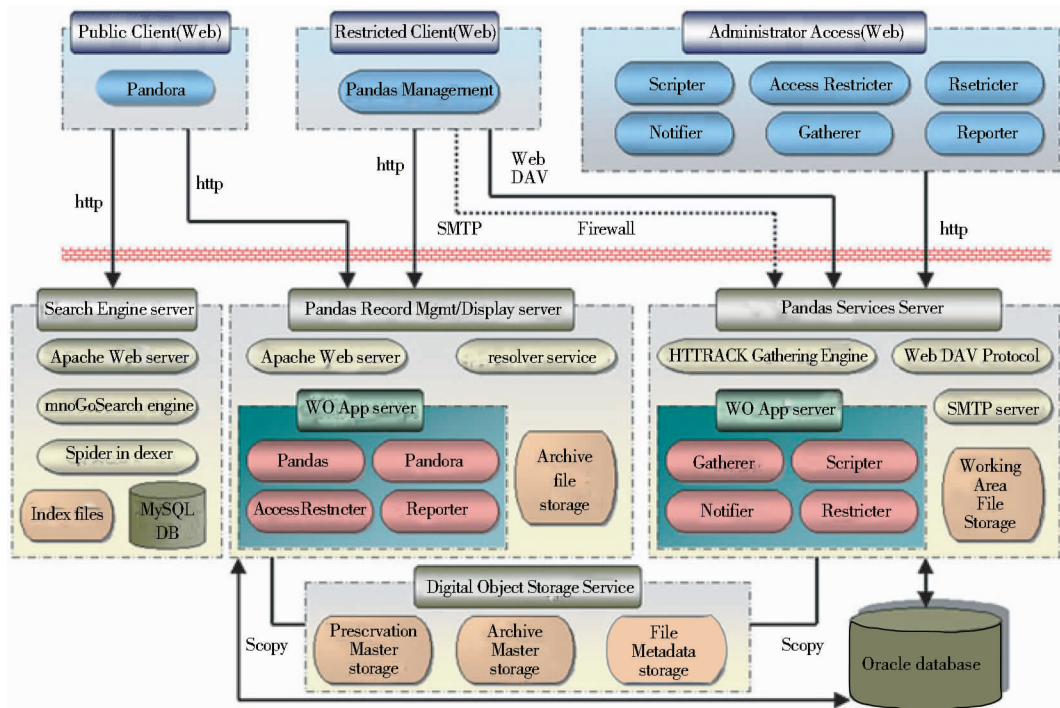 Public Client(Web)
Restricted Client(Web)
Administrator Access(Web)
Pandora
Pandas Management
Scripter
Access Restricter
Rsetricter
Notifier
Gatherer
Reporter
http
http
http
Web
DAV
SMTP
Firewall
http
Search Engine server
Pandas Record Mgmt/Display server
Pandas Services Server
Apache Web server
mnoGoSearch engine
Spider in dexer
Index files
MySQL
DB
Apache Web server
resolver service
WO App server
Pandas
Pandora
AccessRestncter
Reporter
Archive
file
storage
HTTRACK Gathering Engine
Web DAV Protocol
WO App server
SMTP server
Gatherer
Scripter
Notifier
Restricter
Working
Area
File
Storage
Digital Object Storage Service
Scopy
Prescrvation
Master
storage
Archive
Master
storage
File
Metadata
storage
Scopy
Oracle database